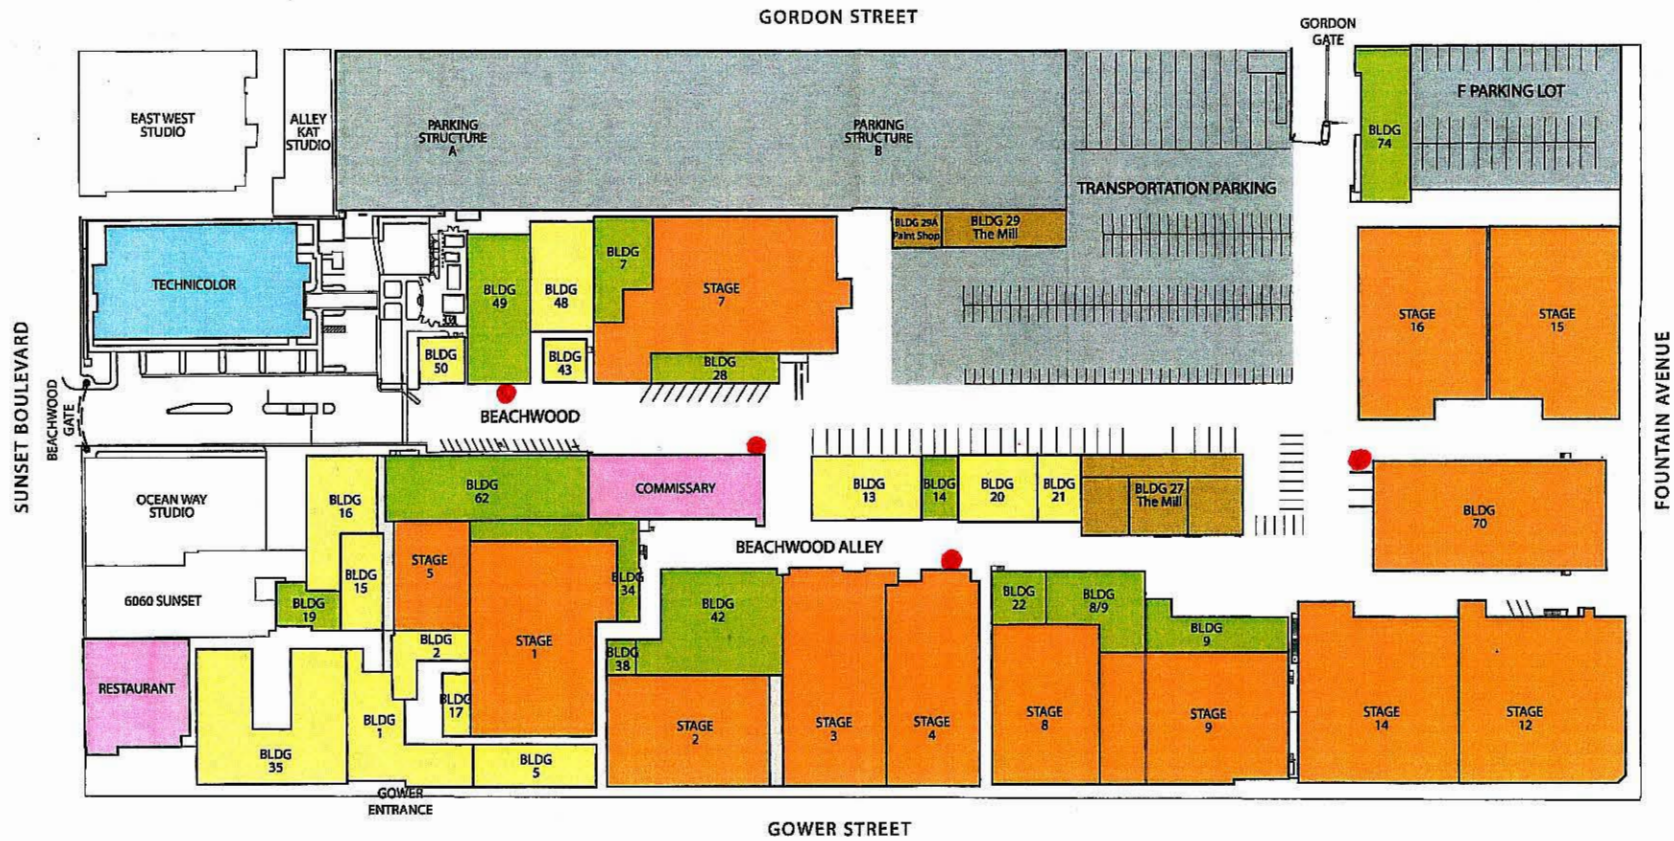 GORDON STREET
GORDON
GATE
EAST WEST
STUDIO
ALLEY
KAT
STUDIO
PARKING
STRUCTURE
A
PARKING
STRUCTURE
B
F PARKING LOT
BLDG
74
TRANSPORTATION PARKING
BLDG 29A
Paint Shop
BLDG 29
The Mill
TECHNICOLOR
BLDG
49
BLDG
48
BLDG
7
STAGE
7
STAGE
16
STAGE
15
BLDG
50
BLDG
43
BLDG
28
SUNSET BOULEVARD
BEACHWOOD
GATE
BEACHWOOD
FOUNTAIN AVENUE
OCEAN WAY
STUDIO
BLDG
16
BLDG
62
COMMISSARY
BLDG
13
BLDG
14
BLDG
20
BLDG
21
BLDG 27
The Mill
BLDG
70
BEACHWOOD ALLEY
6060 SUNSET
BLDG
19
BLDG
15
STAGE
5
BLDG
34
BLDG
42
BLDG
22
BLDG
8/9
BLDG
9
BLDG
2
STAGE
1
BLDG
38
RESTAURANT
BLDG
17
BLDG
35
BLDG
1
BLDG
5
STAGE
2
STAGE
3
STAGE
4
STAGE
8
STAGE
9
STAGE
14
STAGE
12
GOWER
ENTRANCE
GOWER STREET